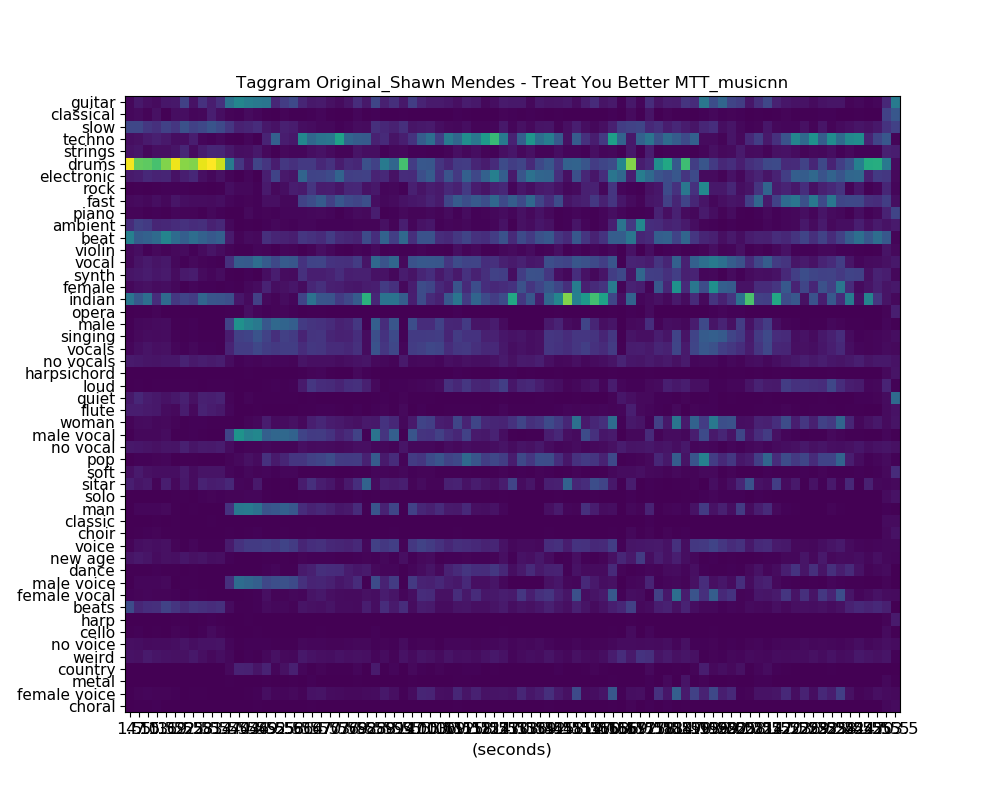 Taggram Original_Shawn Mendes - Treat You Better MTT_musicnn
guitar
classical
slow
techno
strings
drums
electronic
rock
fast
piano
ambient
beat
violin
vocal
synth
female
indian
opera
male
singing
vocals
no vocals
harpsichord
loud
quiet
flute
woman
male vocal
no vocal
pop
soft
sitar
solo
man
classic
choir
voice
new age
dance
male voice
female vocal
beats
harp
cello
no voice
weird
country
metal
female voice
choral
(seconds)